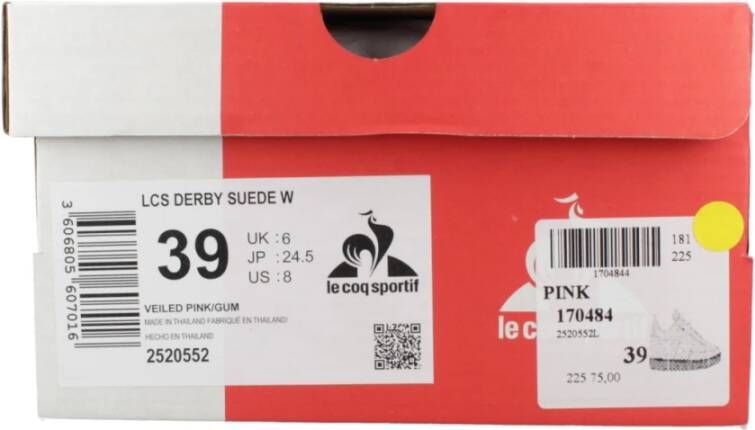 LCS DERBY SUEDE W
3 606805 607016
39
UK :6
JP :24.5
US :8
le coq sportif
VEILED PINK/GUM
MADE IN THAILAND FABRIQUÉ EN THAILAND/
HECHO EN THAILAND
2520552
le c
1704844
181
225
PINK
170484
2520552L
39
225 75,00